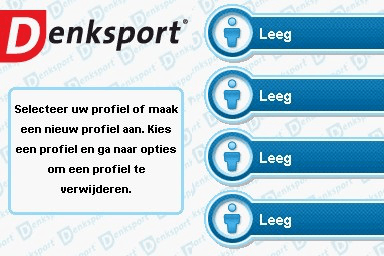 Denksport®
Selecteer uw profiel of maak
een nieuw profiel aan. Kies
een profiel en ga naar opties
om een profiel te
verwijderen.
Leeg
Leeg
Leeg
Leeg